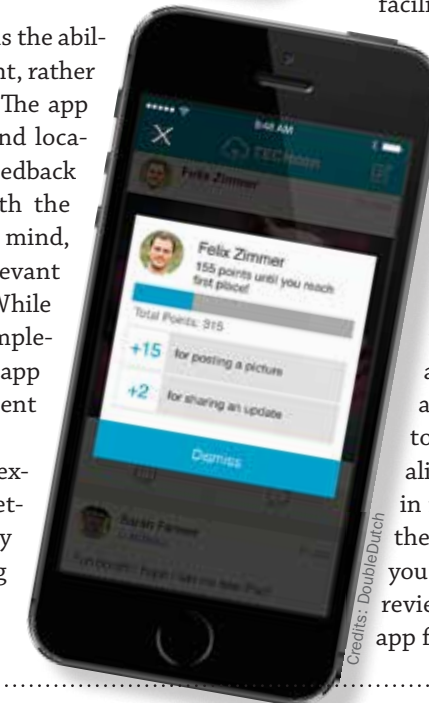 facili
s the abil-
nt, rather
The app
nd loca-
edback
th the
mind,
evant
While
mple-
app
ent
ex-
et-
y
g
8:48 AM
Felix Zimmer
Felix Zimmer
155 points until you reach
first place!
Total Points: 315
+15 for posting a picture
+2 for sharing an update
Dismiss
a
a
to
ali
in
the
you
revie
app f
Credits: DoubleDutch